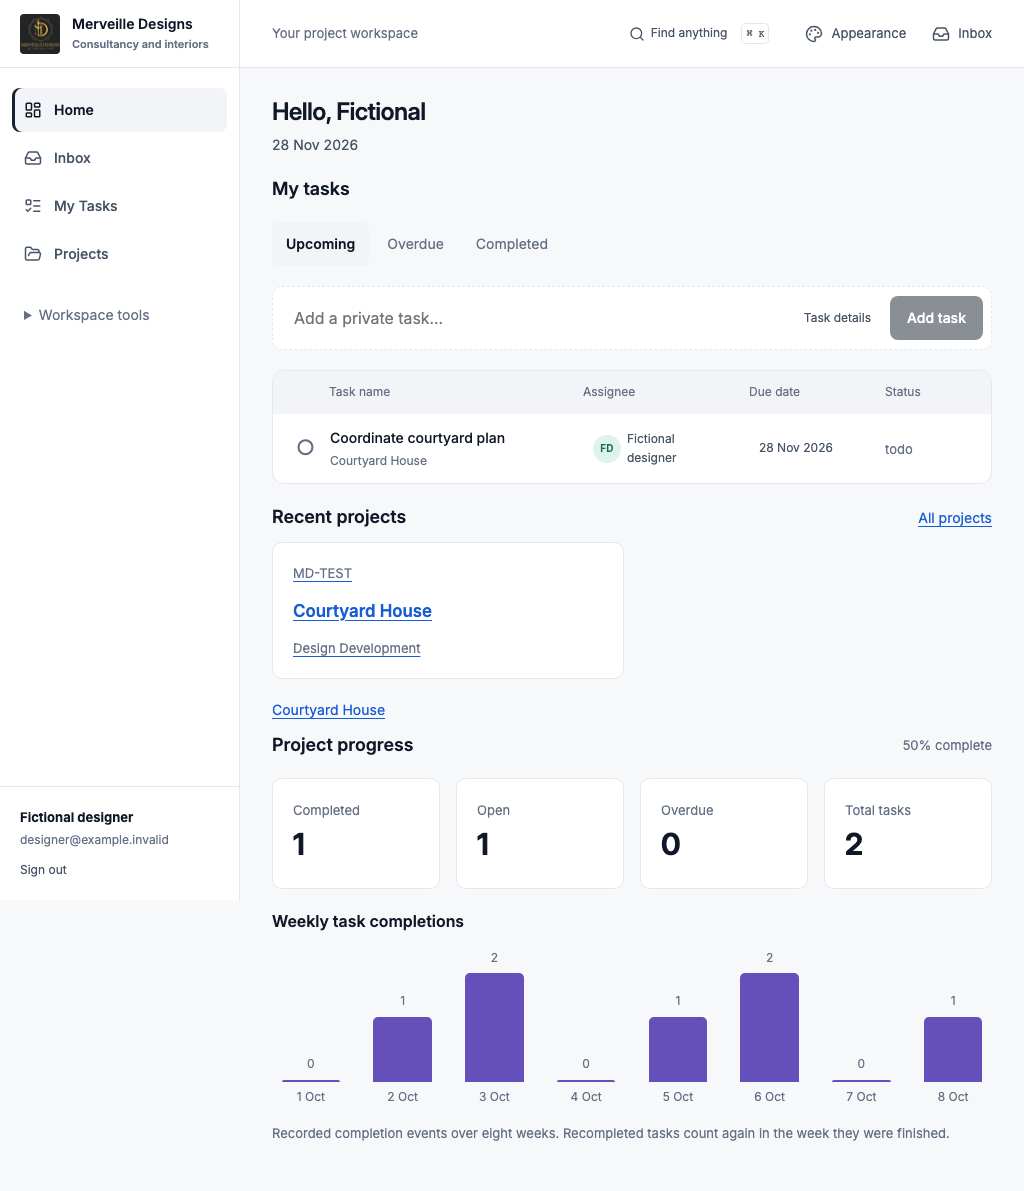 Merveille Designs
Consultancy and interiors
Your project workspace
Find anything
⌘ K
Appearance
Inbox
Home
Inbox
My Tasks
Projects
Workspace tools
Hello, Fictional
28 Nov 2026
My tasks
Upcoming
Overdue
Completed
Add a private task...
Task details
Add task
Task name
Assignee
Due date
Status
Coordinate courtyard plan
Courtyard House
FD
Fictional
designer
28 Nov 2026
todo
Recent projects
All projects
MD-TEST
Courtyard House
Design Development
Courtyard House
Project progress
50% complete
Completed
1
Open
1
Overdue
0
Total tasks
2
Fictional designer
designer@example.invalid
Sign out
Weekly task completions
0
1
2
0
1
2
0
1
1 Oct
2 Oct
3 Oct
4 Oct
5 Oct
6 Oct
7 Oct
8 Oct
Recorded completion events over eight weeks. Recompleted tasks count again in the week they were finished.